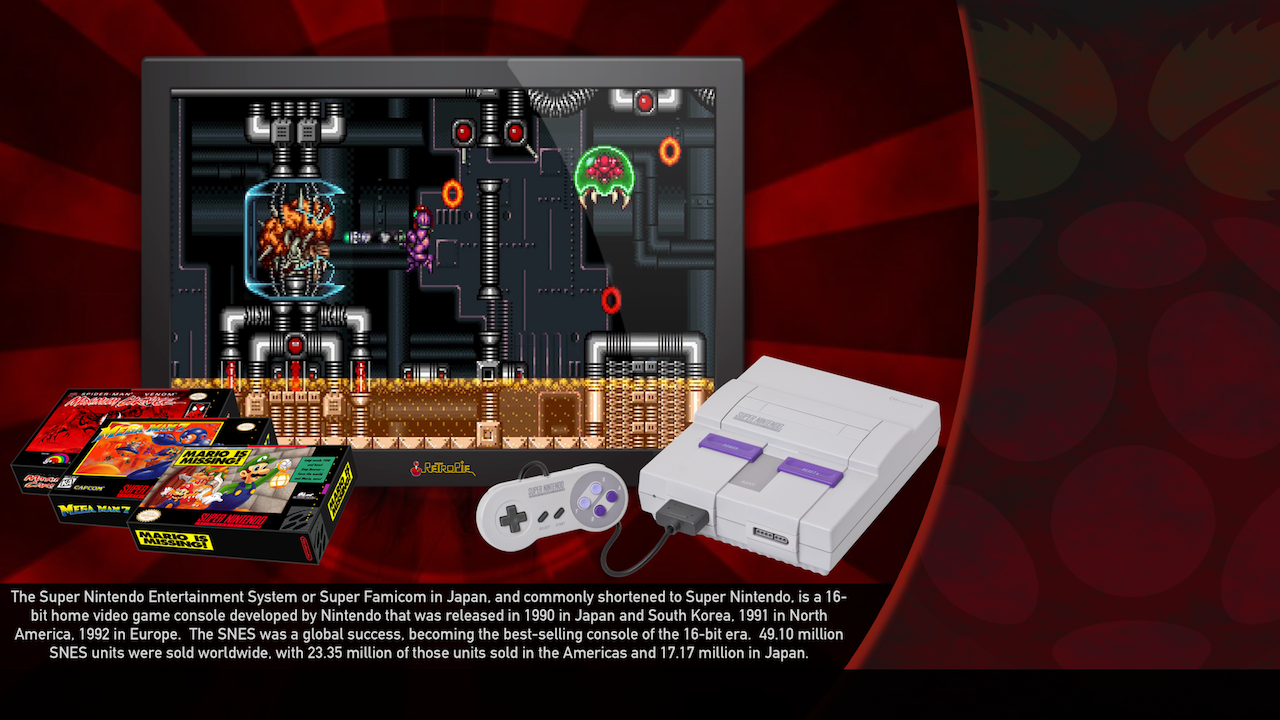 SPIDER-MAN VENOM
MAXIMUM CARNAGE
MEGA MAN 7
CAPCOM
MEGA MAN 7
MARIO IS
MISSING!
SUPER NINTENDO
MARIO IS
MISSING!
RETROPIE
SUPER NINTENDO
SUPER NINTENDO
The Super Nintendo Entertainment System or Super Famicom in Japan, and commonly shortened to Super Nintendo, is a 16-
bit home video game console developed by Nintendo that was released in 1990 in Japan and South Korea, 1991 in North
America, 1992 in Europe. The SNES was a global success, becoming the best-selling console of the 16-bit era. 49.10 million
SNES units were sold worldwide, with 23.35 million of those units sold in the Americas and 17.17 million in Japan.